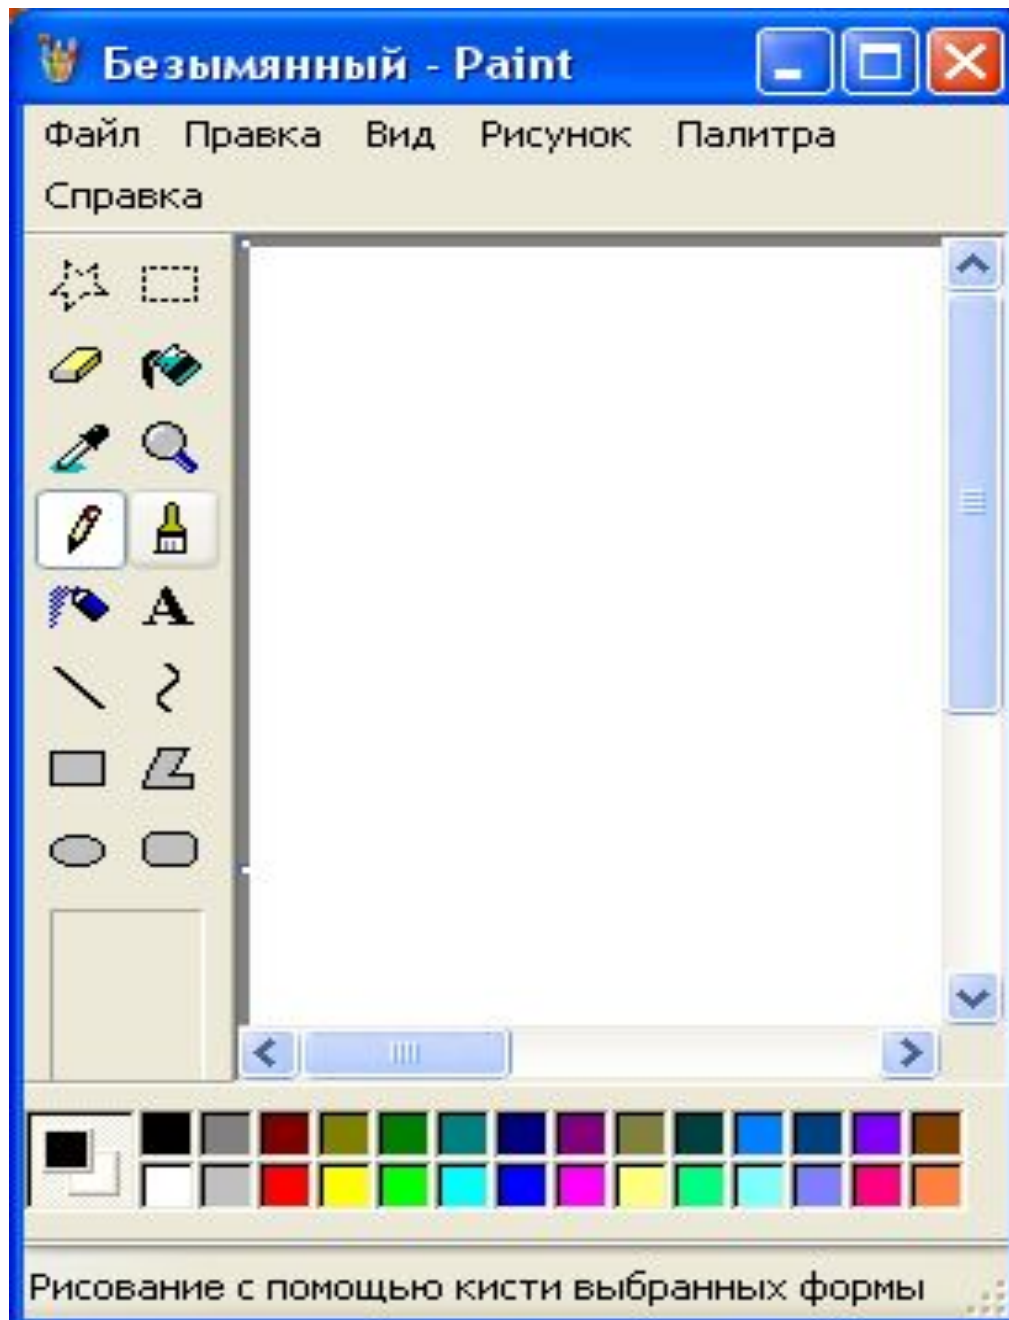 Безымянный - Paint
Файл Правка Вид Рисунок Палитра
Справка
A
Рисование с помощью кисти выбранных формы